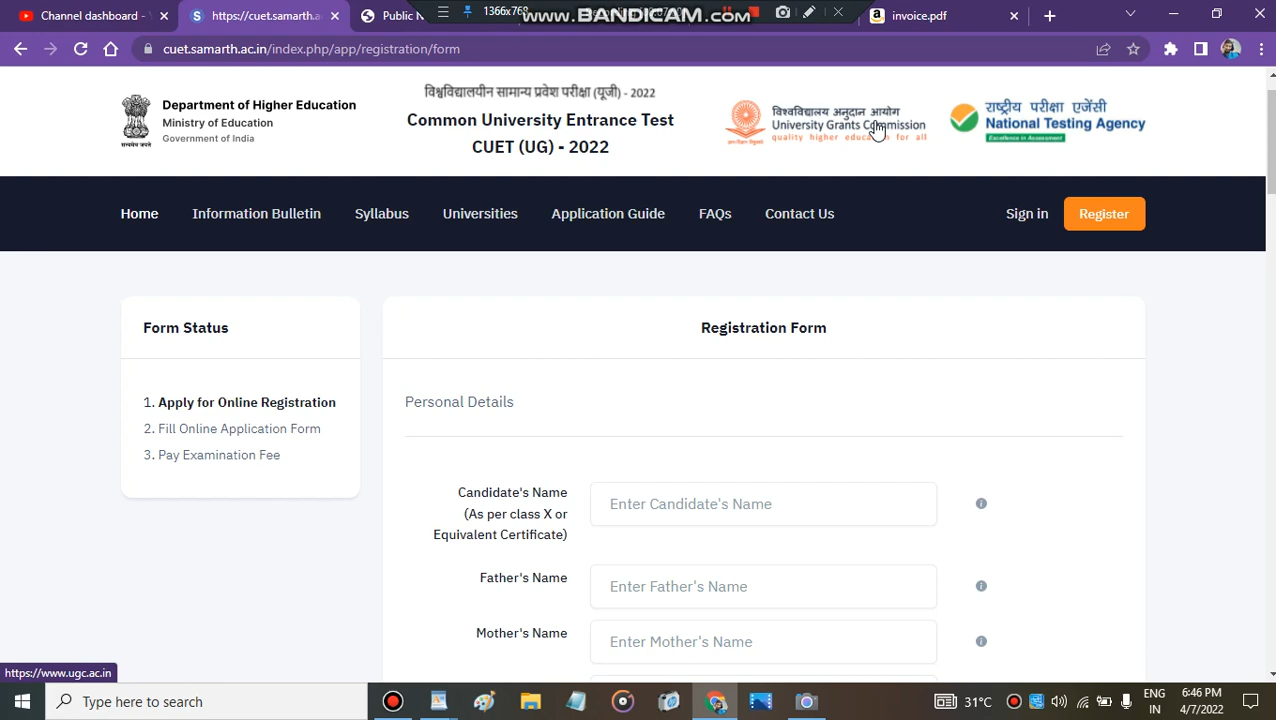 Channel dashboard -
https://cuet.samarth.a
Public N
1366x768
www.BANDICAM.com
invoice.pdf
cuet.samarth.ac.in/index.php/app/registration/form
Department of Higher Education
Ministry of Education
Government of India
सत्यमेव जयते
विश्वविद्यालयीन सामान्य प्रवेश परीक्षा (यूजी) - 2022
Common University Entrance Test
CUET (UG) - 2022
विश्वविद्यालय अनुदान आयोग
University Grants Commission
quality higher education for all
राष्ट्रीय परीक्षा एजेंसी
National Testing Agency
Excellence in Assessment
Home
Information Bulletin
Syllabus
Universities
Application Guide
FAQs
Contact Us
Sign in
Register
Form Status
1. Apply for Online Registration
2. Fill Online Application Form
3. Pay Examination Fee
Registration Form
Personal Details
Candidate's Name
(As per class X or
Equivalent Certificate)
Enter Candidate's Name
Father's Name
Enter Father's Name
Mother's Name
Enter Mother's Name
https://www.ugc.ac.in
Type here to search
31°C
ENG
IN
6:46 PM
4/7/2022